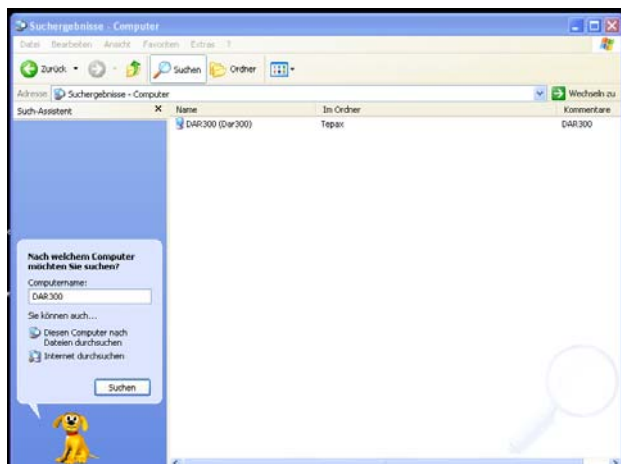 Suchergebnisse - Computer
Datei Bearbeiten Ansicht Favoriten Extras ?
Zurück Suchen Ordner
Adresse Suchergebnisse - Computer Wechseln zu
Such-Assistent Name Im Ordner Kommentare
DAR300 (Dar300) Tepax DAR300
Nach welchem Computer
möchten Sie suchen?
Computername:
DAR300
Sie können auch...
Diesen Computer nach
Dateien durchsuchen
Internet durchsuchen
Suchen